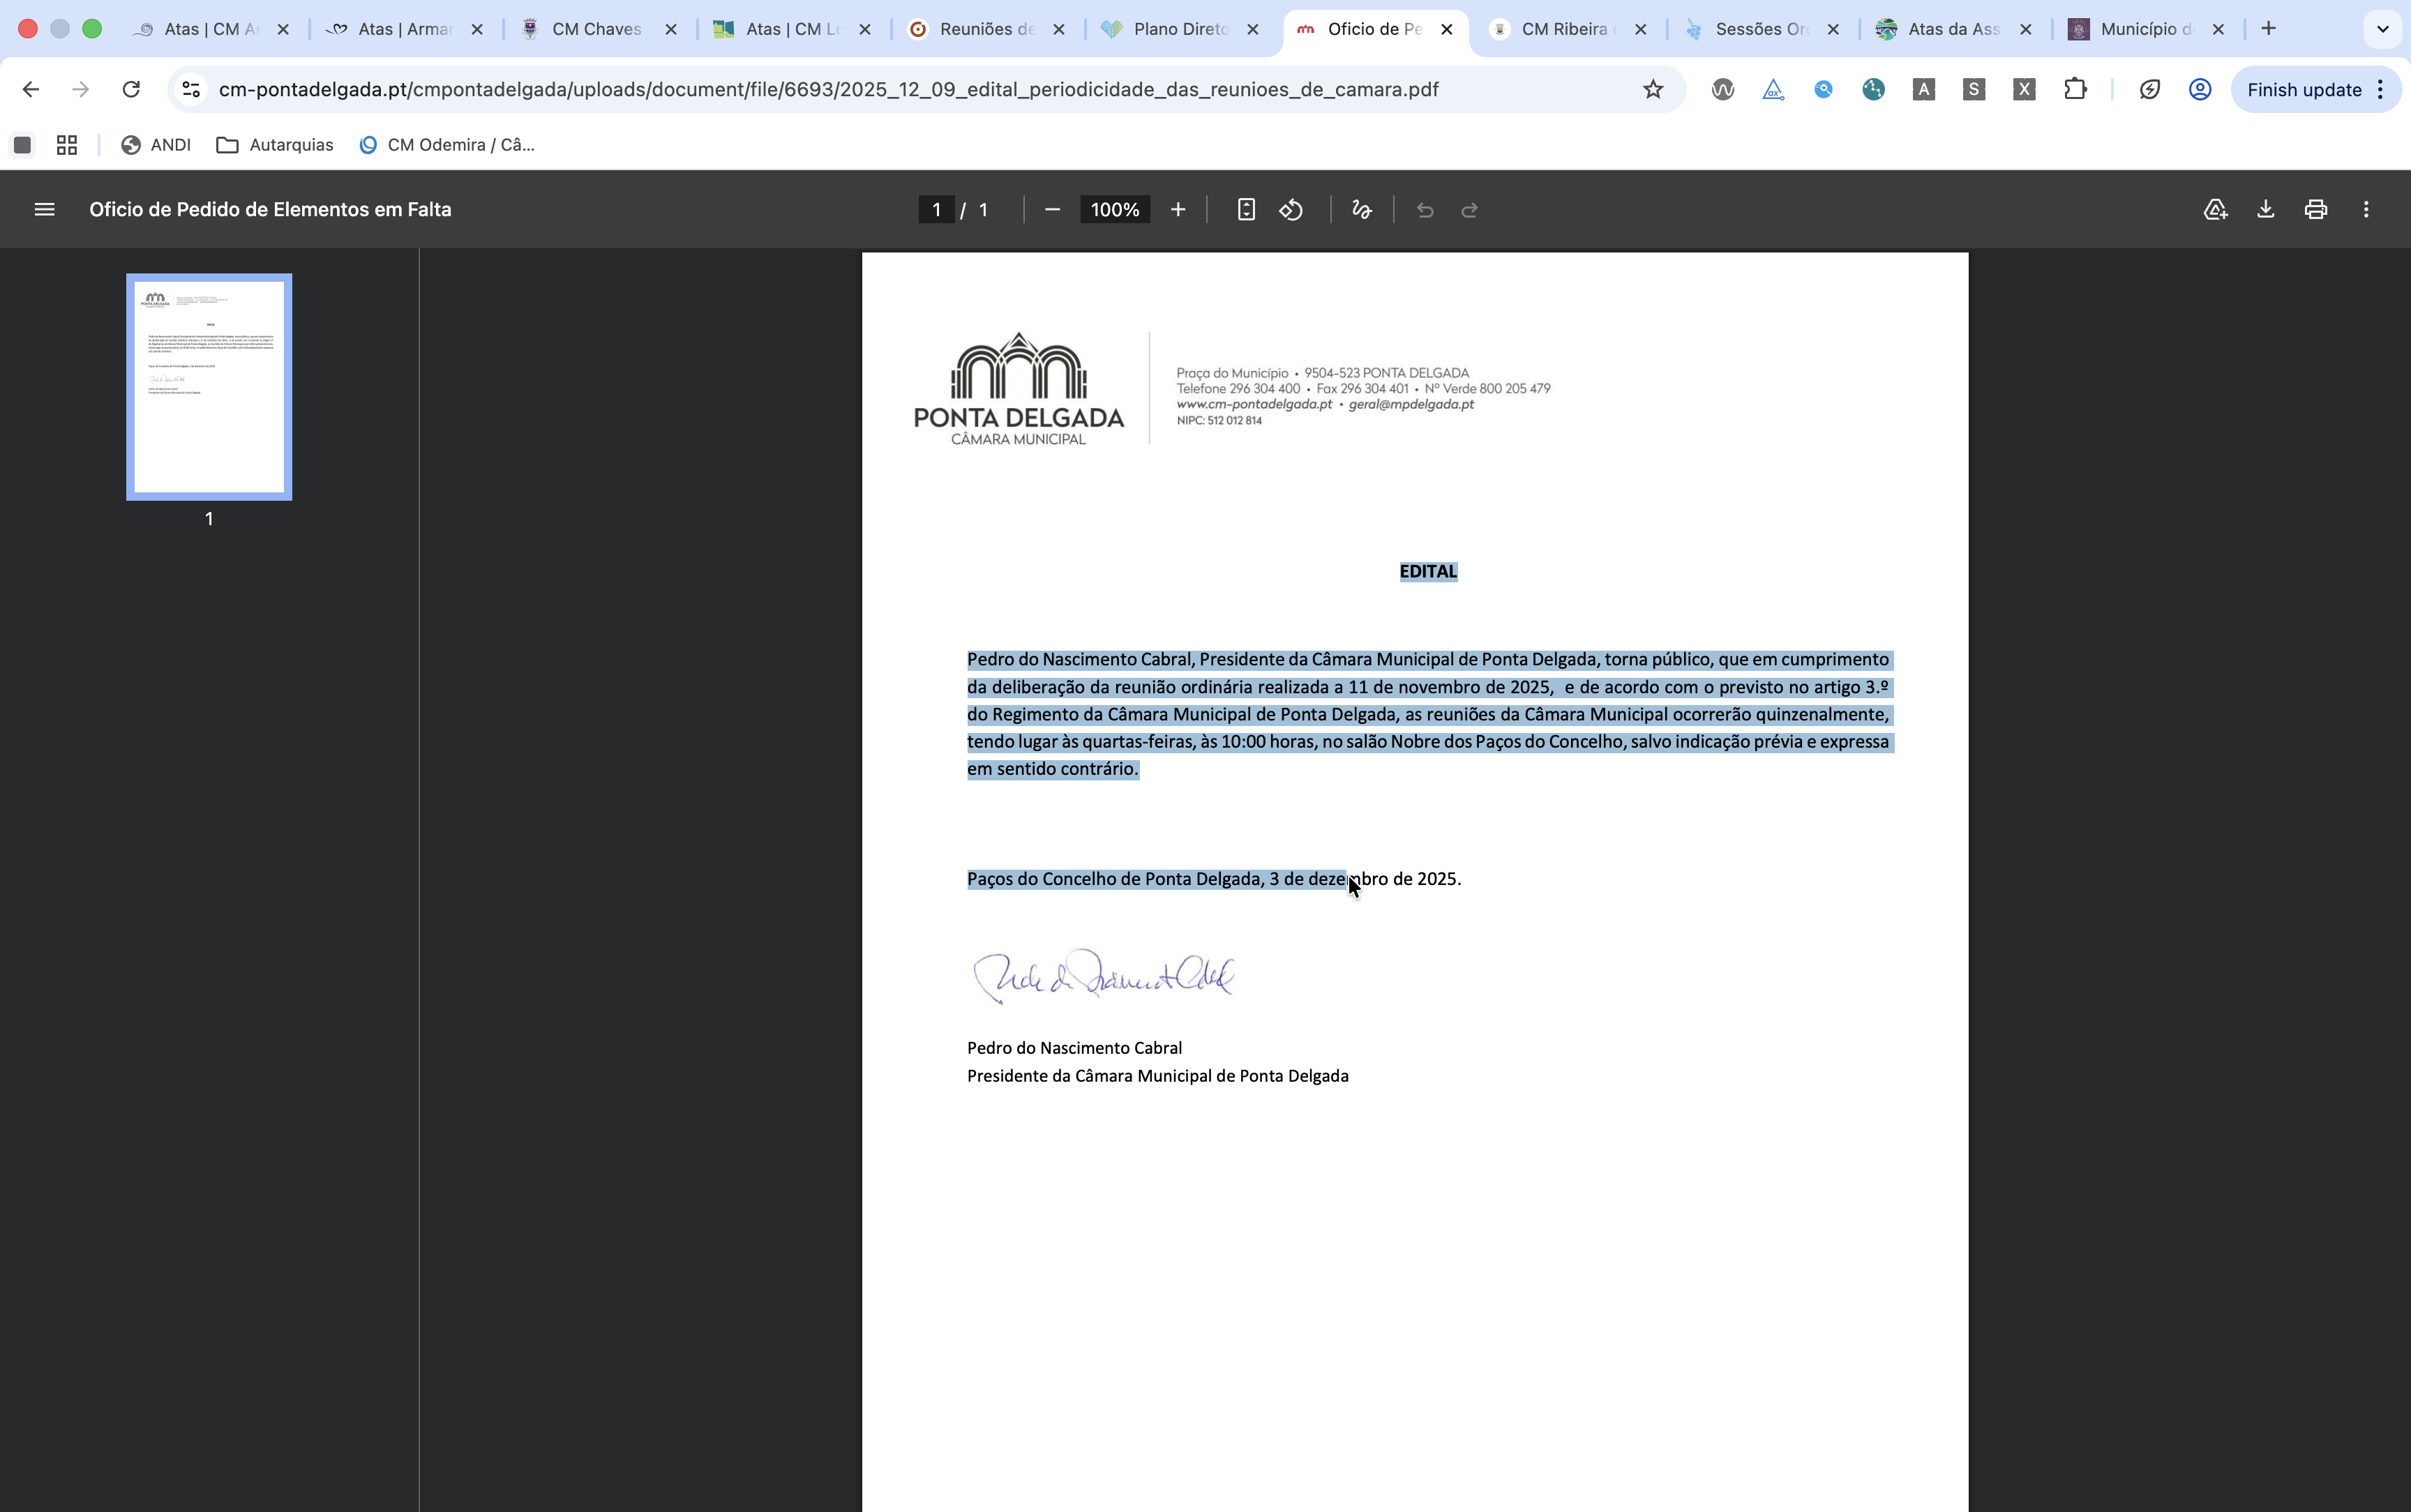 Atas | CM A
Atas | Armar
CM Chaves
Atas | CM Lo
Reuniões de
Plano Direto
Oficio de Pe
CM Ribeira
Sessões Or
Atas da Ass
Município d
cm-pontadelgada.pt/cmpontadelgada/uploads/document/file/6693/2025_12_09_edital_periodicidade_das_reunioes_de_camara.pdf
A
S
X
Finish update
ANDI
Autarquias
CM Odemira / Câ...
Oficio de Pedido de Elementos em Falta
1 / 1
100%
1
PONTA DELGADA
CÂMARA MUNICIPAL
Praça do Município • 9504-523 PONTA DELGADA
Telefone 296 304 400 • Fax 296 304 401 • Nº Verde 800 205 479
www.cm-pontadelgada.pt • geral@mpdelgada.pt
NIPC: 512 012 814
EDITAL
Pedro do Nascimento Cabral, Presidente da Câmara Municipal de Ponta Delgada, torna público, que em cumprimento
da deliberação da reunião ordinária realizada a 11 de novembro de 2025, e de acordo com o previsto no artigo 3.º
do Regimento da Câmara Municipal de Ponta Delgada, as reuniões da Câmara Municipal ocorrerão quinzenalmente,
tendo lugar às quartas-feiras, às 10:00 horas, no salão Nobre dos Paços do Concelho, salvo indicação prévia e expressa
em sentido contrário.
Paços do Concelho de Ponta Delgada, 3 de dezembro de 2025.
Pedro do Nascimento Cabral
Presidente da Câmara Municipal de Ponta Delgada